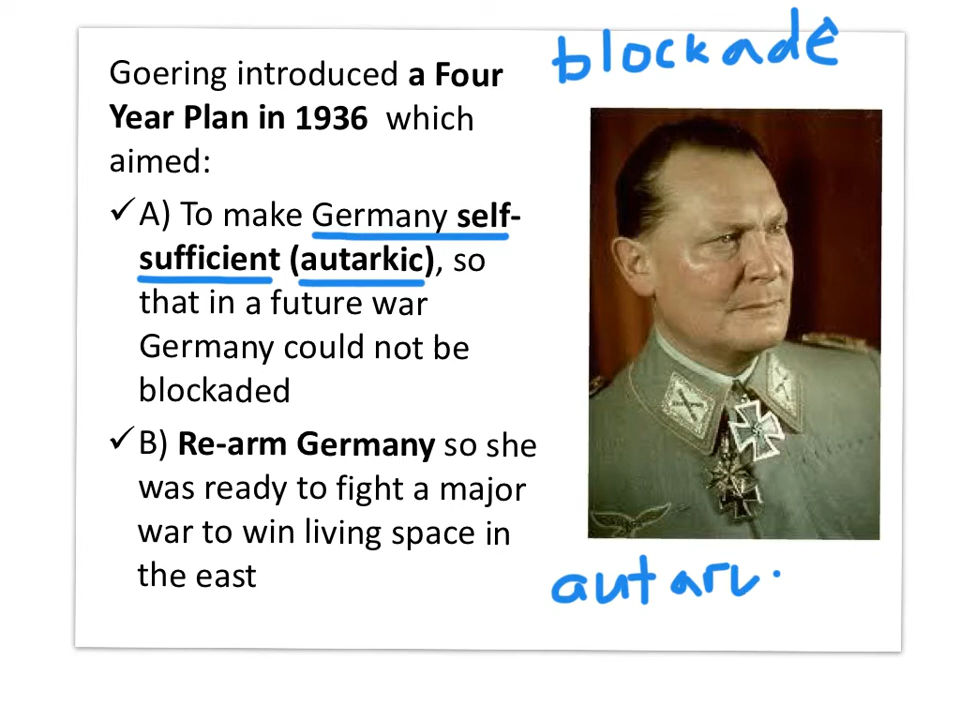 blockade
Goering introduced a Four
Year Plan in 1936 which
aimed:
✓ A) To make Germany self-
sufficient (autarkic), so
that in a future war
Germany could not be
blockaded
✓ B) Re-arm Germany so she
was ready to fight a major
war to win living space in
the east